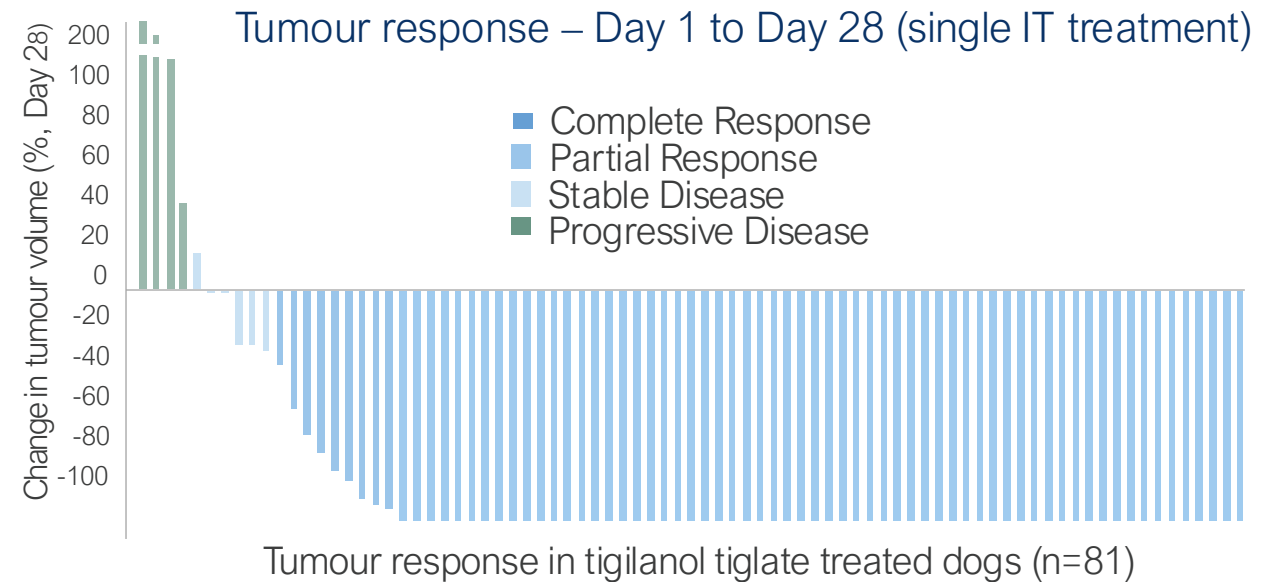 Tumour response – Day 1 to Day 28 (single IT treatment)
Change in tumour volume (%, Day 28)
200
100
80
60
40
20
0
-20
-40
-60
-80
-100
Complete Response
Partial Response
Stable Disease
Progressive Disease
Tumour response in tigilanol tiglate treated dogs (n=81)